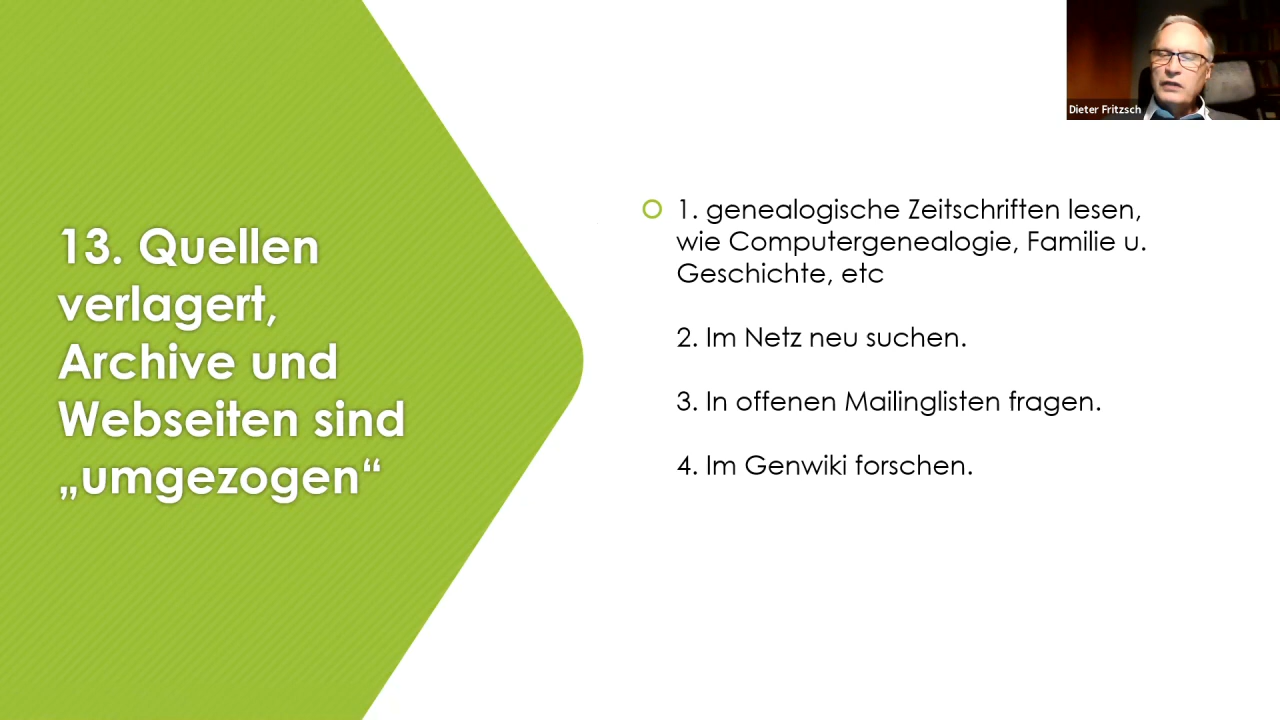 13. Quellen
verlagert,
Archive und
Webseiten sind
„umgezogen“
1. genealogische Zeitschriften lesen,
wie Computergenealogie, Familie u.
Geschichte, etc
2. Im Netz neu suchen.
3. In offenen Mailinglisten fragen.
4. Im Genwiki forschen.
Dieter Fritzsch